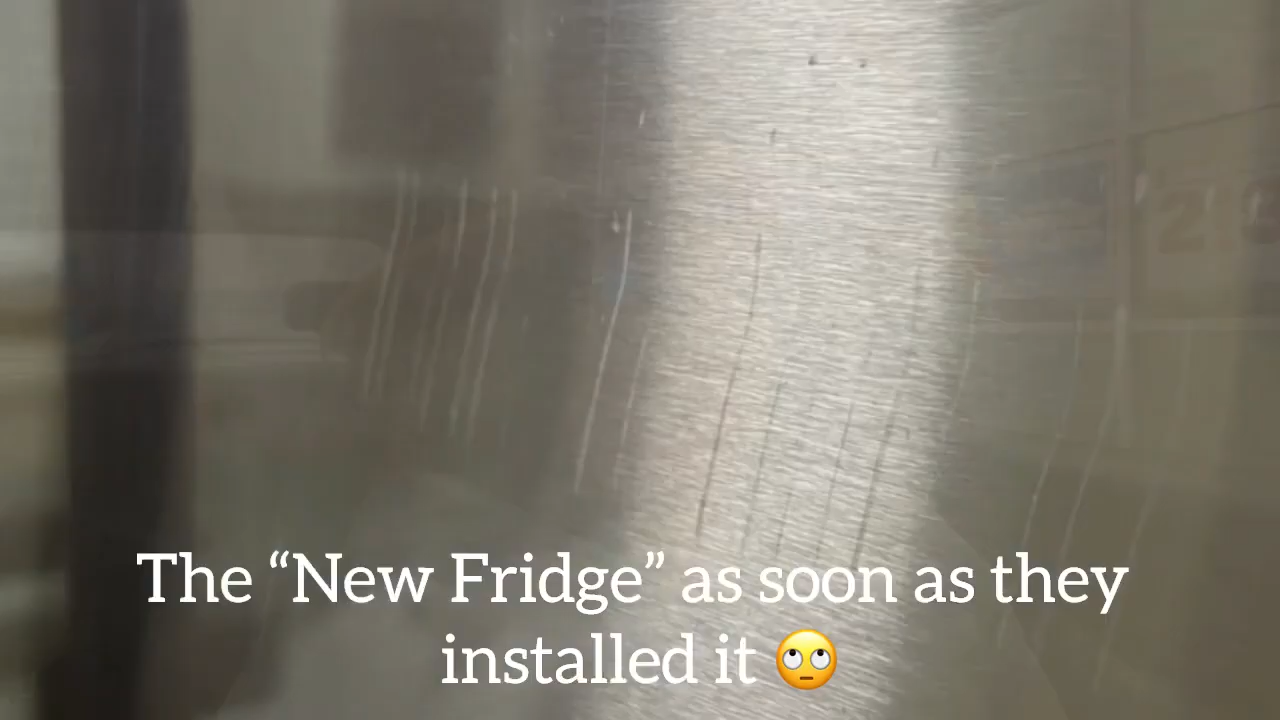 The “New Fridge” as soon as they
installed it 🙄